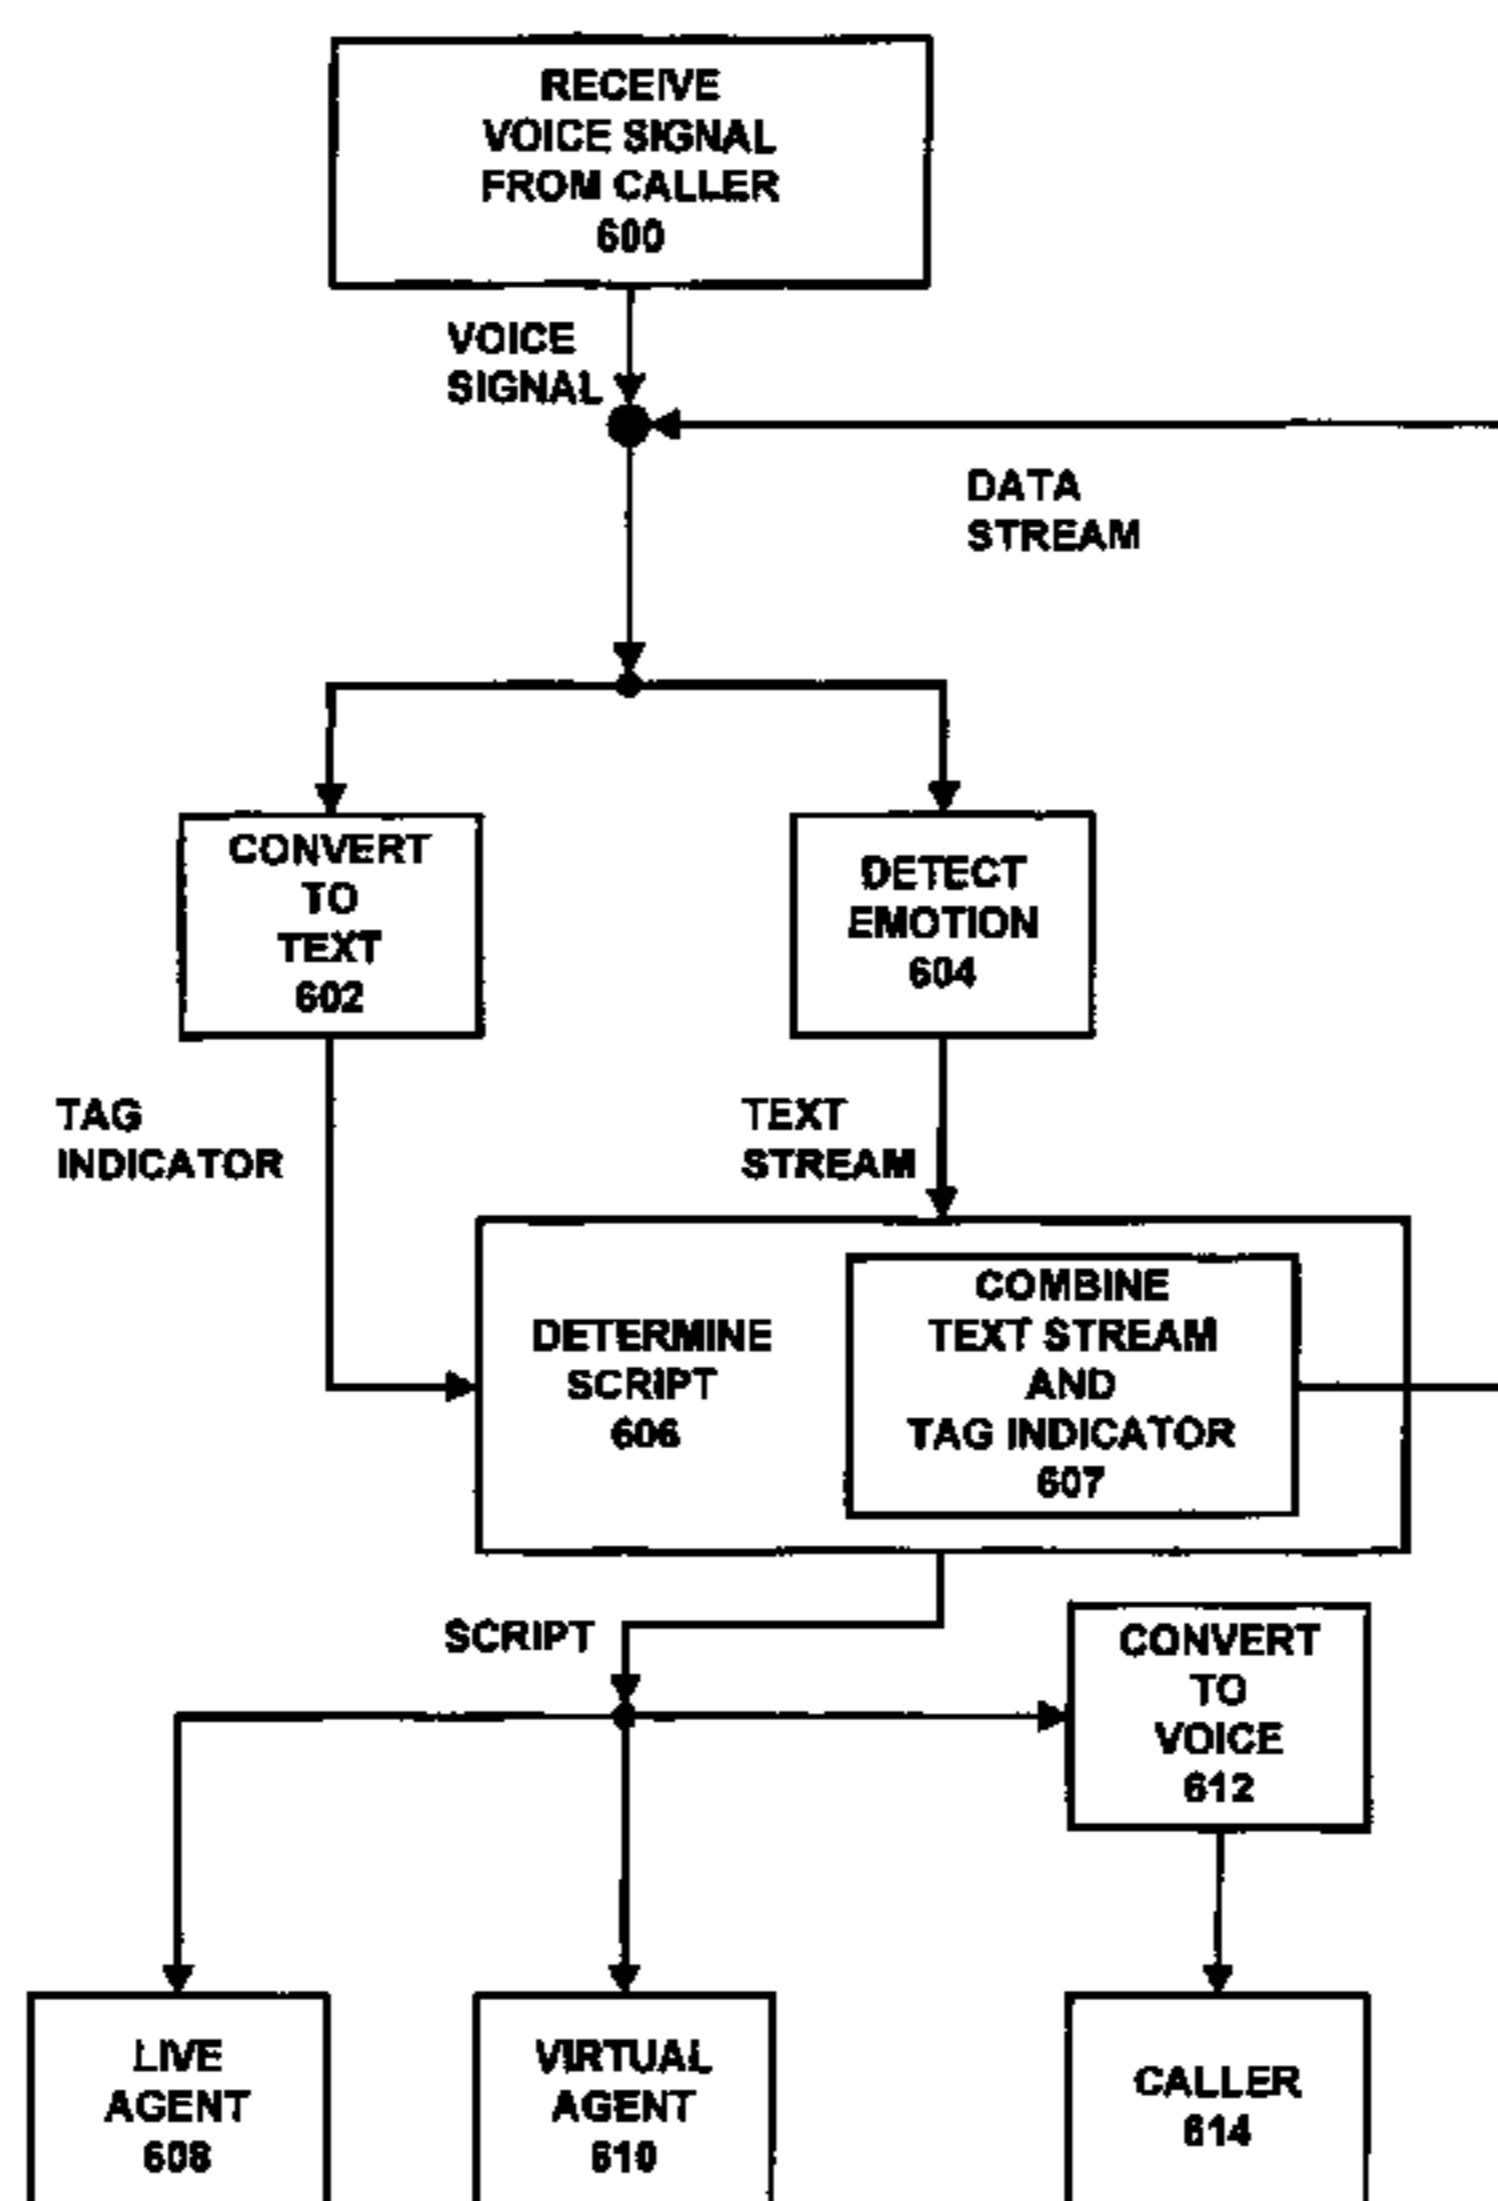 RECEIVE
VOICE SIGNAL
FROM CALLER
600
VOICE
SIGNAL
DATA
STREAM
CONVERT
TO
TEXT
602
DETECT
EMOTION
604
TAG
INDICATOR
TEXT
STREAM
DETERMINE
SCRIPT
606
COMBINE
TEXT STREAM
AND
TAG INDICATOR
607
SCRIPT
CONVERT
TO
VOICE
612
LIVE
AGENT
608
VIRTUAL
AGENT
610
CALLER
614